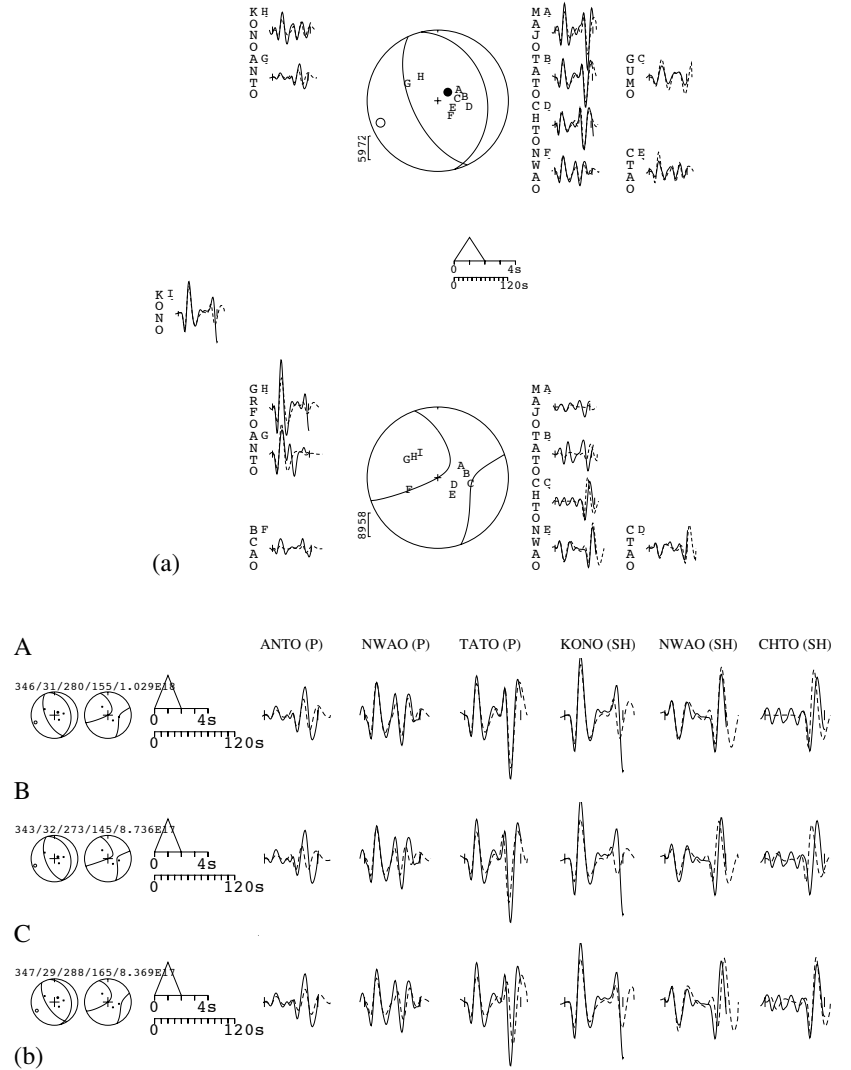 KONO H
ANTO G
MAJO A
TATO B
CHTO D
NWAO F
GUMO C
CTAO E
H
G
A
C B
E D
F
5972
0 4s
0 120s
KONO I
GRFO H
ANTO G
BCAO F
MAJO A
TATO B
CHTO C
NWAO E
CTAO D
G H I
F
A
B
D C
E
8958
(a)
ANTO (P) NWAO (P) TATO (P) KONO (SH) NWAO (SH) CHTO (SH)
A
346/31/280/155/1.029E18
0 4s
0 120s
B
343/32/273/145/8.736E17
0 4s
0 120s
C
347/29/288/165/8.369E17
0 4s
0 120s
(b)